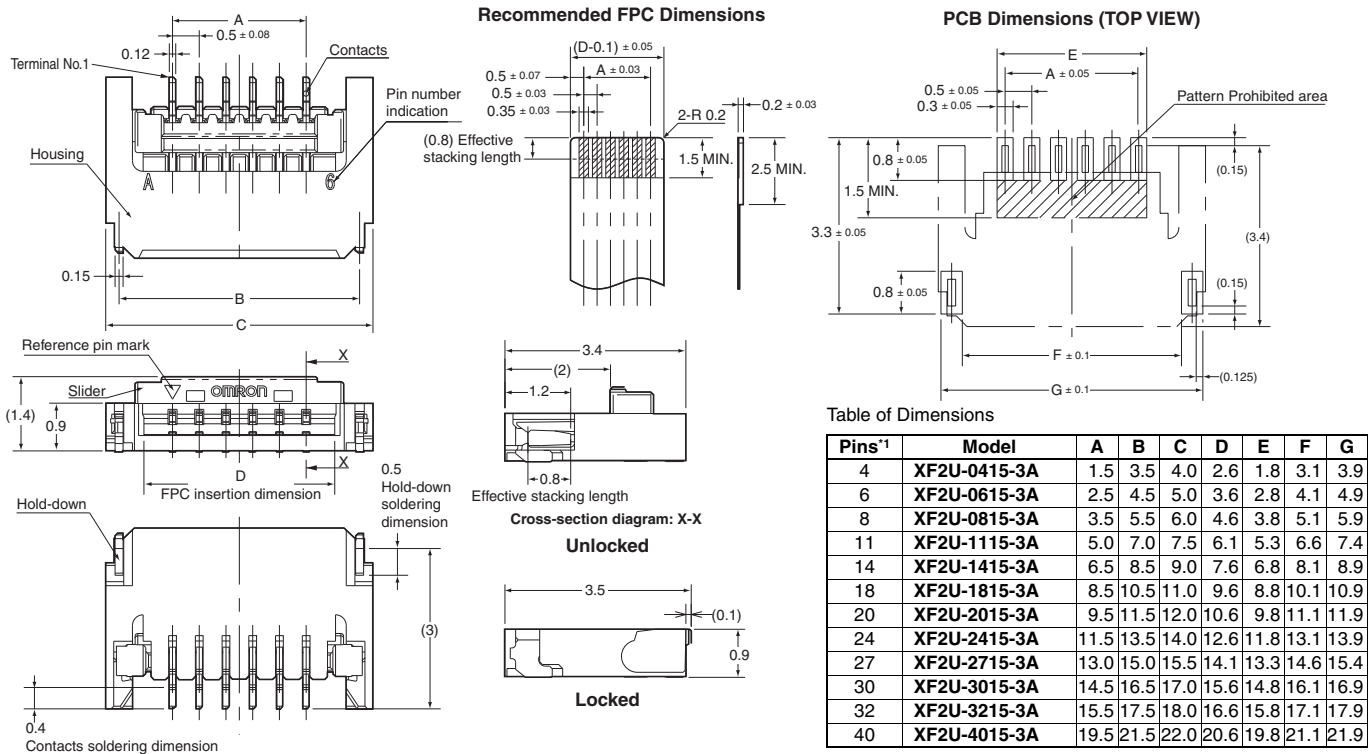 A
0.5 ± 0.08
0.12
Terminal No.1
Contacts
Pin number
indication
Housing
A
6
0.15
B
C
Reference pin mark
X
Slider
OMRON
(1.4)
0.9
X
D
FPC insertion dimension
0.5
Hold-down
soldering
dimension
Hold-down
(3)
0.4
Contacts soldering dimension
Recommended FPC Dimensions
(D-0.1) ± 0.05
0.5 ± 0.07
A ± 0.03
0.5 ± 0.03
0.35 ± 0.03
0.2 ± 0.03
2-R 0.2
(0.8) Effective
stacking length
1.5 MIN.
2.5 MIN.
3.4
(2)
1.2
0.8
Effective stacking length
Cross-section diagram: X-X
Unlocked
3.5
(0.1)
0.9
Locked
PCB Dimensions (TOP VIEW)
E
A ± 0.05
0.5 ± 0.05
0.3 ± 0.05
Pattern Prohibited area
0.8 ± 0.05
(0.15)
1.5 MIN.
3.3 ± 0.05
(3.4)
0.8 ± 0.05
(0.15)
F ± 0.1
(0.125)
G ± 0.1
Table of Dimensions
Pins*1 Model A B C D E F G
4 XF2U-0415-3A 1.5 3.5 4.0 2.6 1.8 3.1 3.9
6 XF2U-0615-3A 2.5 4.5 5.0 3.6 2.8 4.1 4.9
8 XF2U-0815-3A 3.5 5.5 6.0 4.6 3.8 5.1 5.9
11 XF2U-1115-3A 5.0 7.0 7.5 6.1 5.3 6.6 7.4
14 XF2U-1415-3A 6.5 8.5 9.0 7.6 6.8 8.1 8.9
18 XF2U-1815-3A 8.5 10.5 11.0 9.6 8.8 10.1 10.9
20 XF2U-2015-3A 9.5 11.5 12.0 10.6 9.8 11.1 11.9
24 XF2U-2415-3A 11.5 13.5 14.0 12.6 11.8 13.1 13.9
27 XF2U-2715-3A 13.0 15.0 15.5 14.1 13.3 14.6 15.4
30 XF2U-3015-3A 14.5 16.5 17.0 15.6 14.8 16.1 16.9
32 XF2U-3215-3A 15.5 17.5 18.0 16.6 15.8 17.1 17.9
40 XF2U-4015-3A 19.5 21.5 22.0 20.6 19.8 21.1 21.9